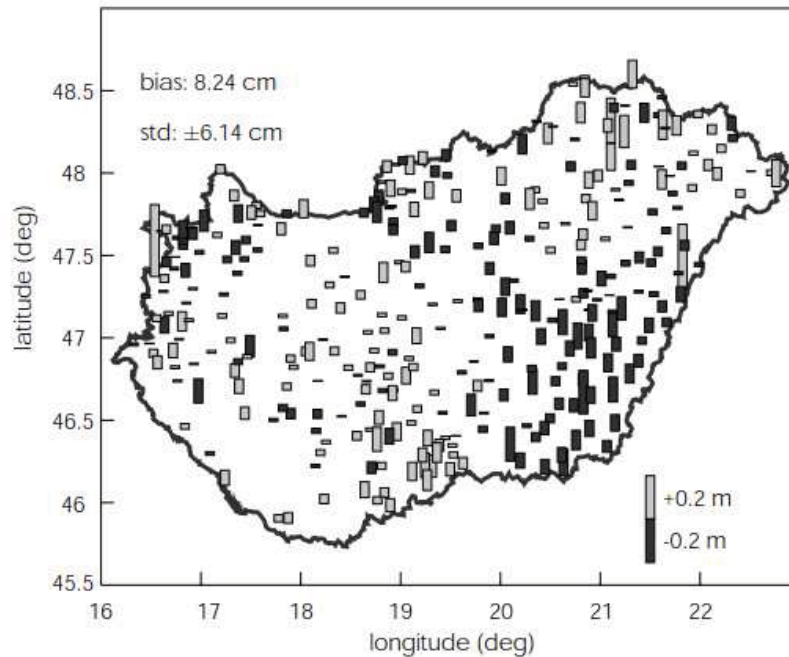 bias: 8.24 cm
std: ±6.14 cm
latitude (deg)
48.5
48
47.5
47
46.5
46
45.5
+0.2 m
-0.2 m
16 17 18 19 20 21 22
longitude (deg)